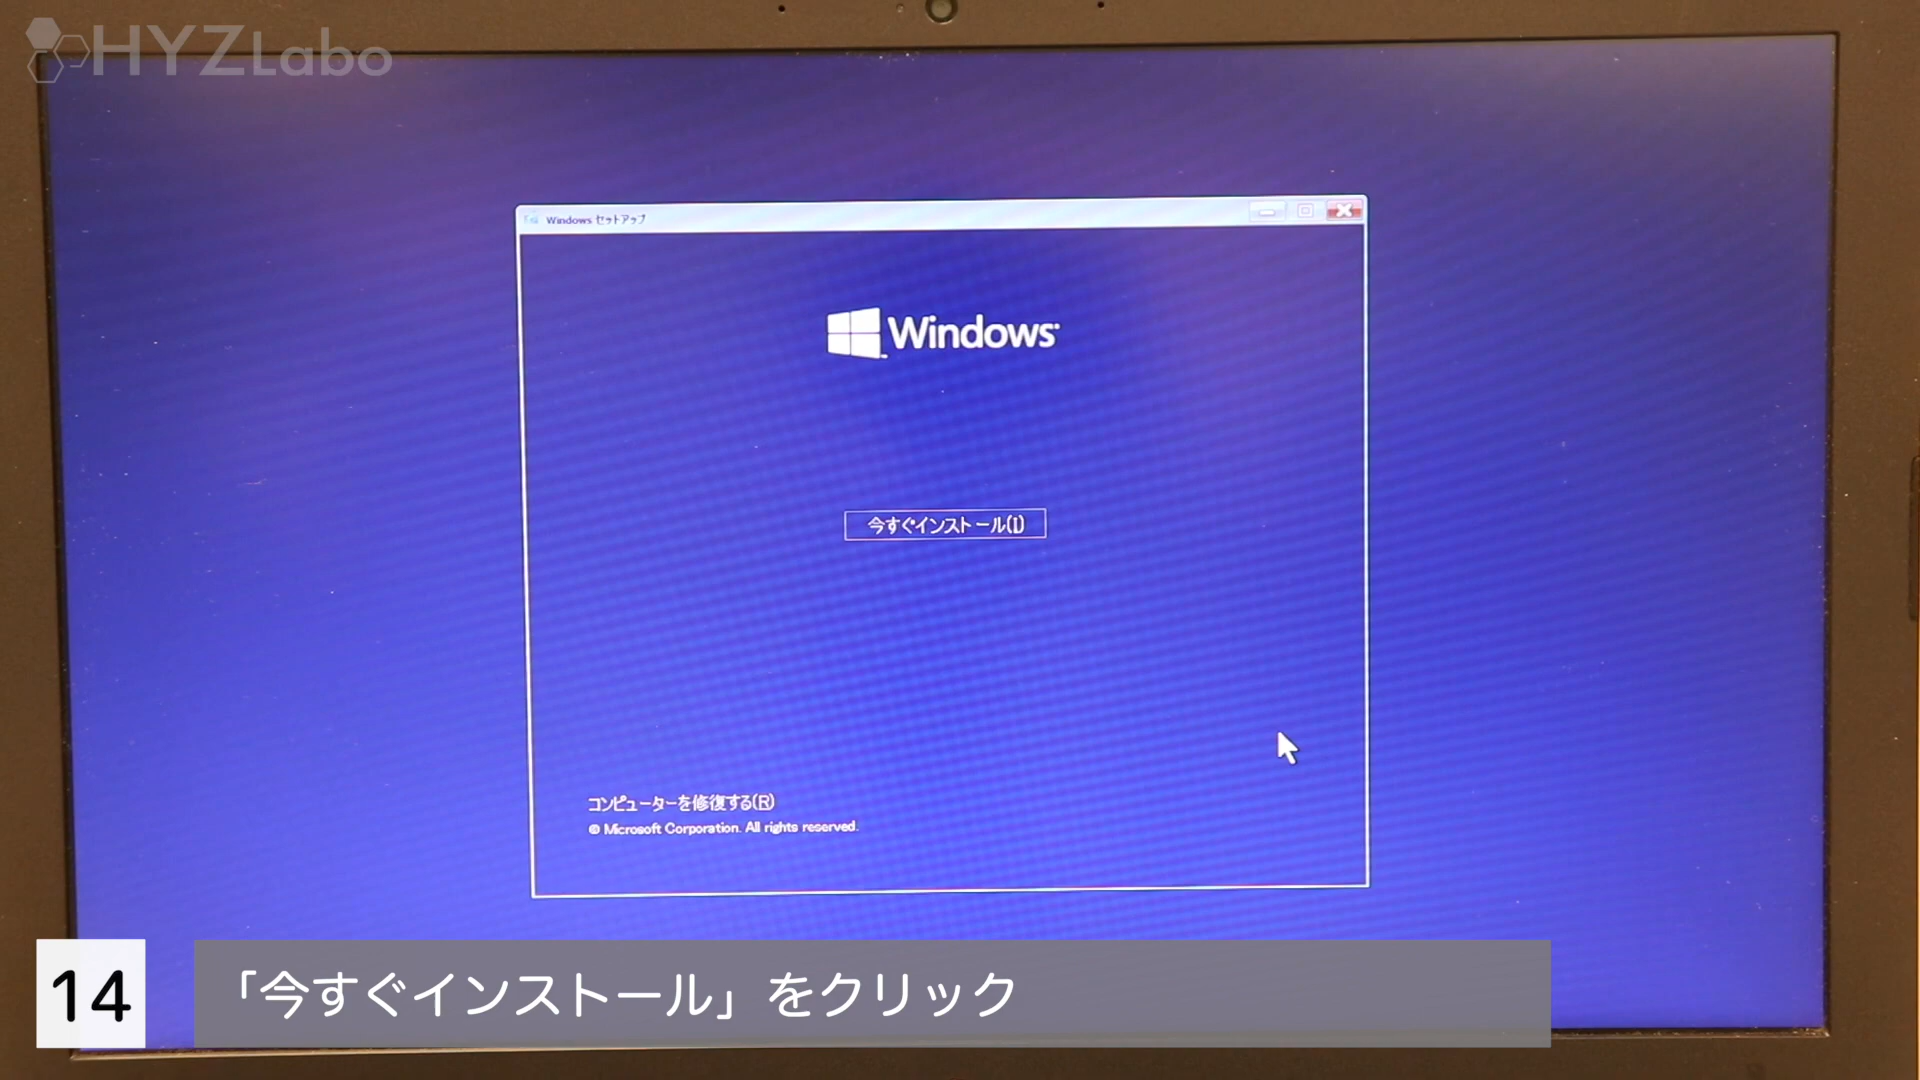 HYZLabo
Windows セットアップ
Windows
今すぐインストール(I)
コンピューターを修復する(R)
© Microsoft Corporation. All rights reserved.
14
「今すぐインストール」をクリック